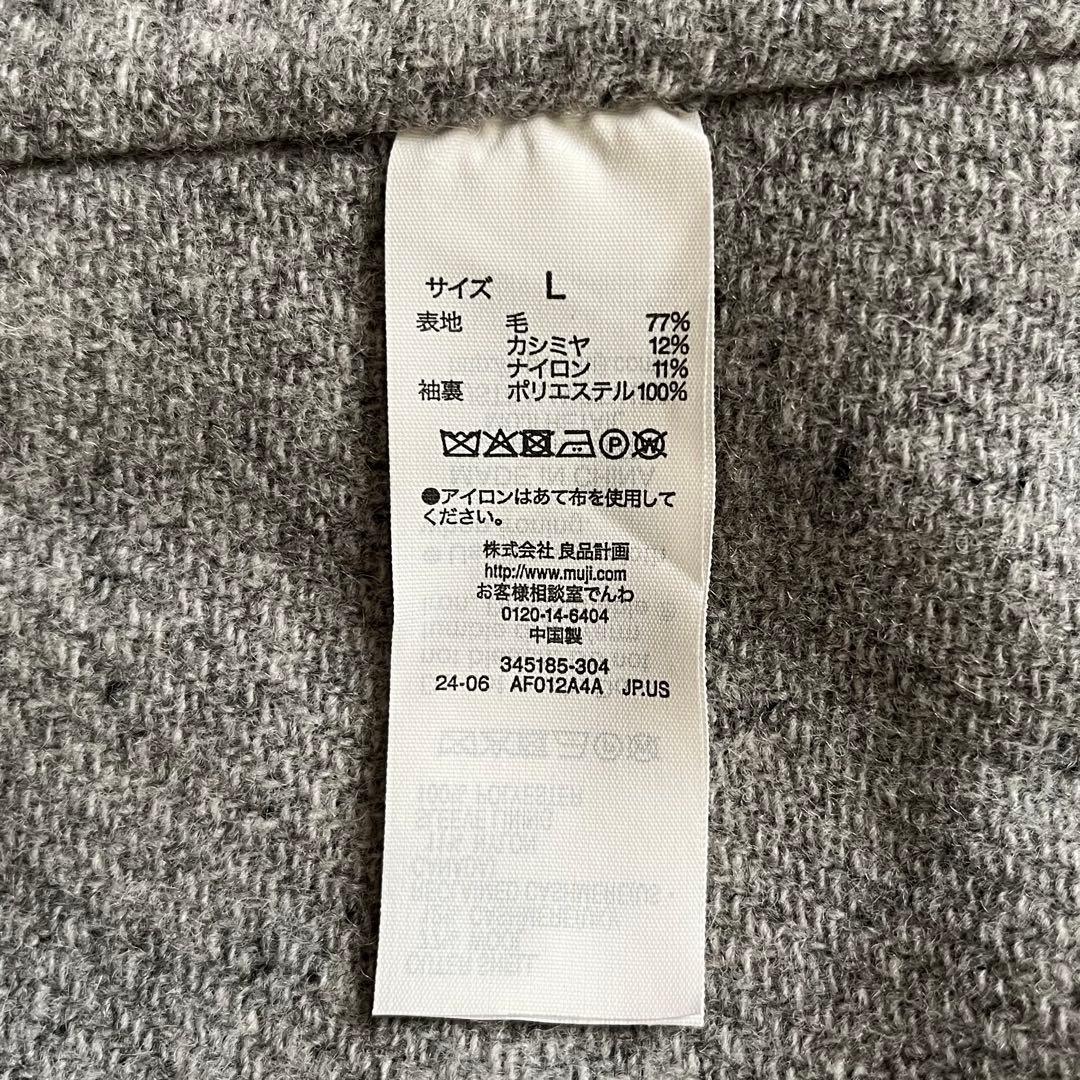 サイズ L
表地 毛 77%
カシミヤ 12%
ナイロン 11%
袖裏 ポリエステル 100%
●アイロンはあて布を使用して
ください。
株式会社 良品計画
http://www.muji.com
お客様相談室でんわ
0120-14-6404
中国製
345185-304
24-06 AF012A4A JP.US